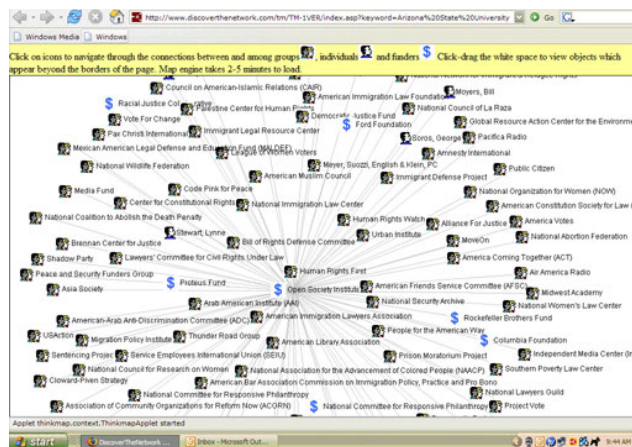 http://www.discoverthenetwork.com/tm/TM-1VER/index.asp?keyword=Arizona%20State%20University
Go
Windows Media
Windows
Click on icons to navigate through the connections between and among groups , individuals and funders $ Click-drag the white space to view objects which
appear beyond the borders of the page. Map engine takes 2-5 minutes to load.
Council on American-Islamic Relations (CAIR)
Moyers, Bill
American Immigration Law Foundation
$ Racial Justice
Palestine Center for Human
National Council of La Raza
Vote For Change
Democratic Justice Fund
$ Ford Foundation
Global Resource Action Center for the Environme
Pax Christi International
Immigrant Legal Resource Center
Soros, George
Pacifica Radio
Mexican American Legal Defense and Education Fund (MALDEF)
League of Women Voters
Amnesty International
National Wildlife Federation
American Muslim Council
Meyer, Suozzi, English & Klein, PC
Immigrant Defense Project
Public Citizen
Media Fund
Code Pink for Peace
National Organization for Women (NOW)
Center for Constitutional Rights
National Immigration Law Center
American Constitution Society for Law
National Coalition to Abolish the Death Penalty
Human Rights Watch
Alliance For Justice
America Votes
Stewart, Lynne
Urban Institute
National Abortion Federation
Brennan Center for Justice
Bill of Rights Defense Committee
MoveOn
Shadow Party
Lawyers' Committee for Civil Rights Under Law
America Coming Together (ACT)
Peace and Security Funders Group
Human Rights First
Air America Radio
Asia Society
$ Proteus Fund
$ Open Society Institute
American Friends Service Committee (AFSC)
Midwest Academy
Arab American Institute (AAI)
National Security Archive
National Women's Law Center
American-Arab Anti-Discrimination Committee (ADC)
American Immigration Lawyers Association
$ Rockefeller Brothers Fund
USAction
Migration Policy Institute
Thunder Road Group
American Library Association
People for the American Way
$ Columbia Foundation
Sentencing Project
Service Employees International Union (SEIU)
Prison Moratorium Project
Independent Media Center
National Council for Research on Women
National Association for the Advancement of Colored People (NAACP)
Southern Poverty Law Center
Cloward-Piven Strategy
American Bar Association Commission on Immigration Policy, Practice and Pro Bono
National Committee for Responsive Philanthropy
National Lawyers Guild
Association of Community Organizations for Reform Now (ACORN)
$ National Committee for Responsive Philanthropy
Project Vote
Applet thinkmap.context.ThinkmapApplet started
start
DiscoverTheNetwork
Inbox - Microsoft Out...
9:44 AM